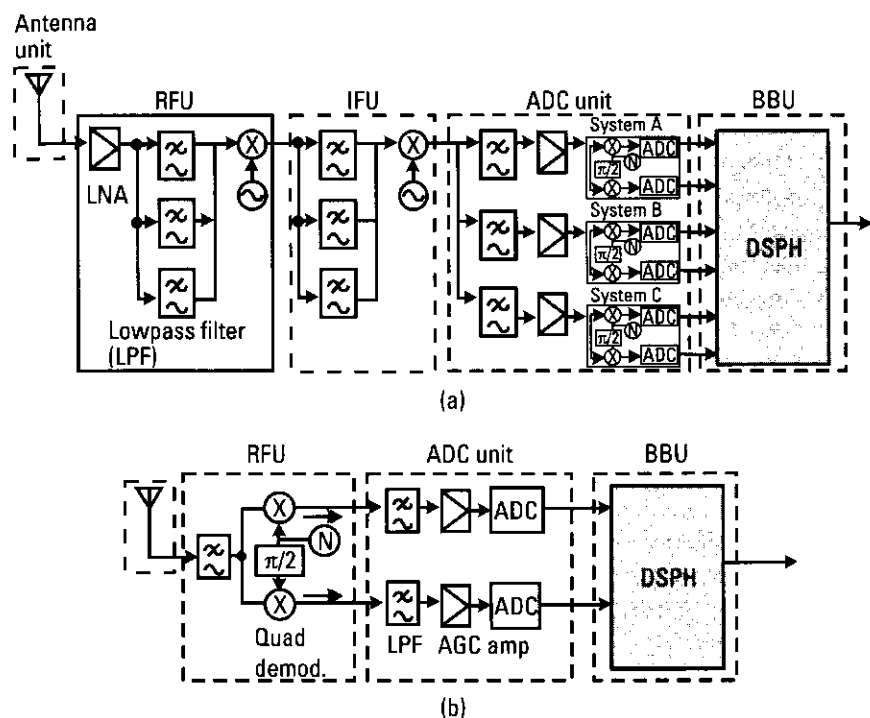 Antenna
unit
RFU
IFU
ADC unit
BBU
LNA
Lowpass filter
(LPF)
X
X
System A
X
π/2
N
X
ADC
ADC
System B
X
π/2
N
X
ADC
ADC
System C
X
π/2
N
X
ADC
ADC
DSPH
(a)
RFU
ADC unit
BBU
X
N
π/2
X
Quad
demod.
ADC
ADC
LPF
AGC amp
DSPH
(b)